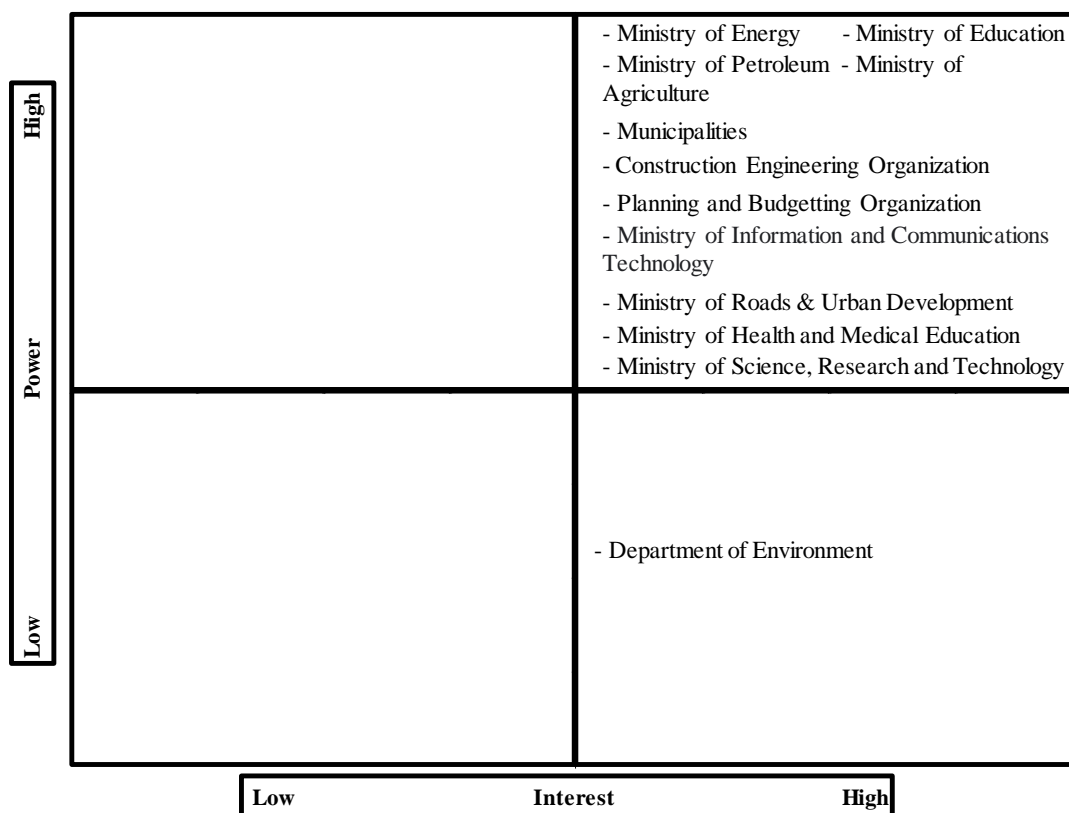 - Ministry of Energy - Ministry of Education
- Ministry of Petroleum - Ministry of
Agriculture
- Municipalities
- Construction Engineering Organization
- Planning and Budgetting Organization
- Ministry of Information and Communications
Technology
- Ministry of Roads & Urban Development
- Ministry of Health and Medical Education
- Ministry of Science, Research and Technology
- Department of Environment
High
Power
Low
Low Interest High